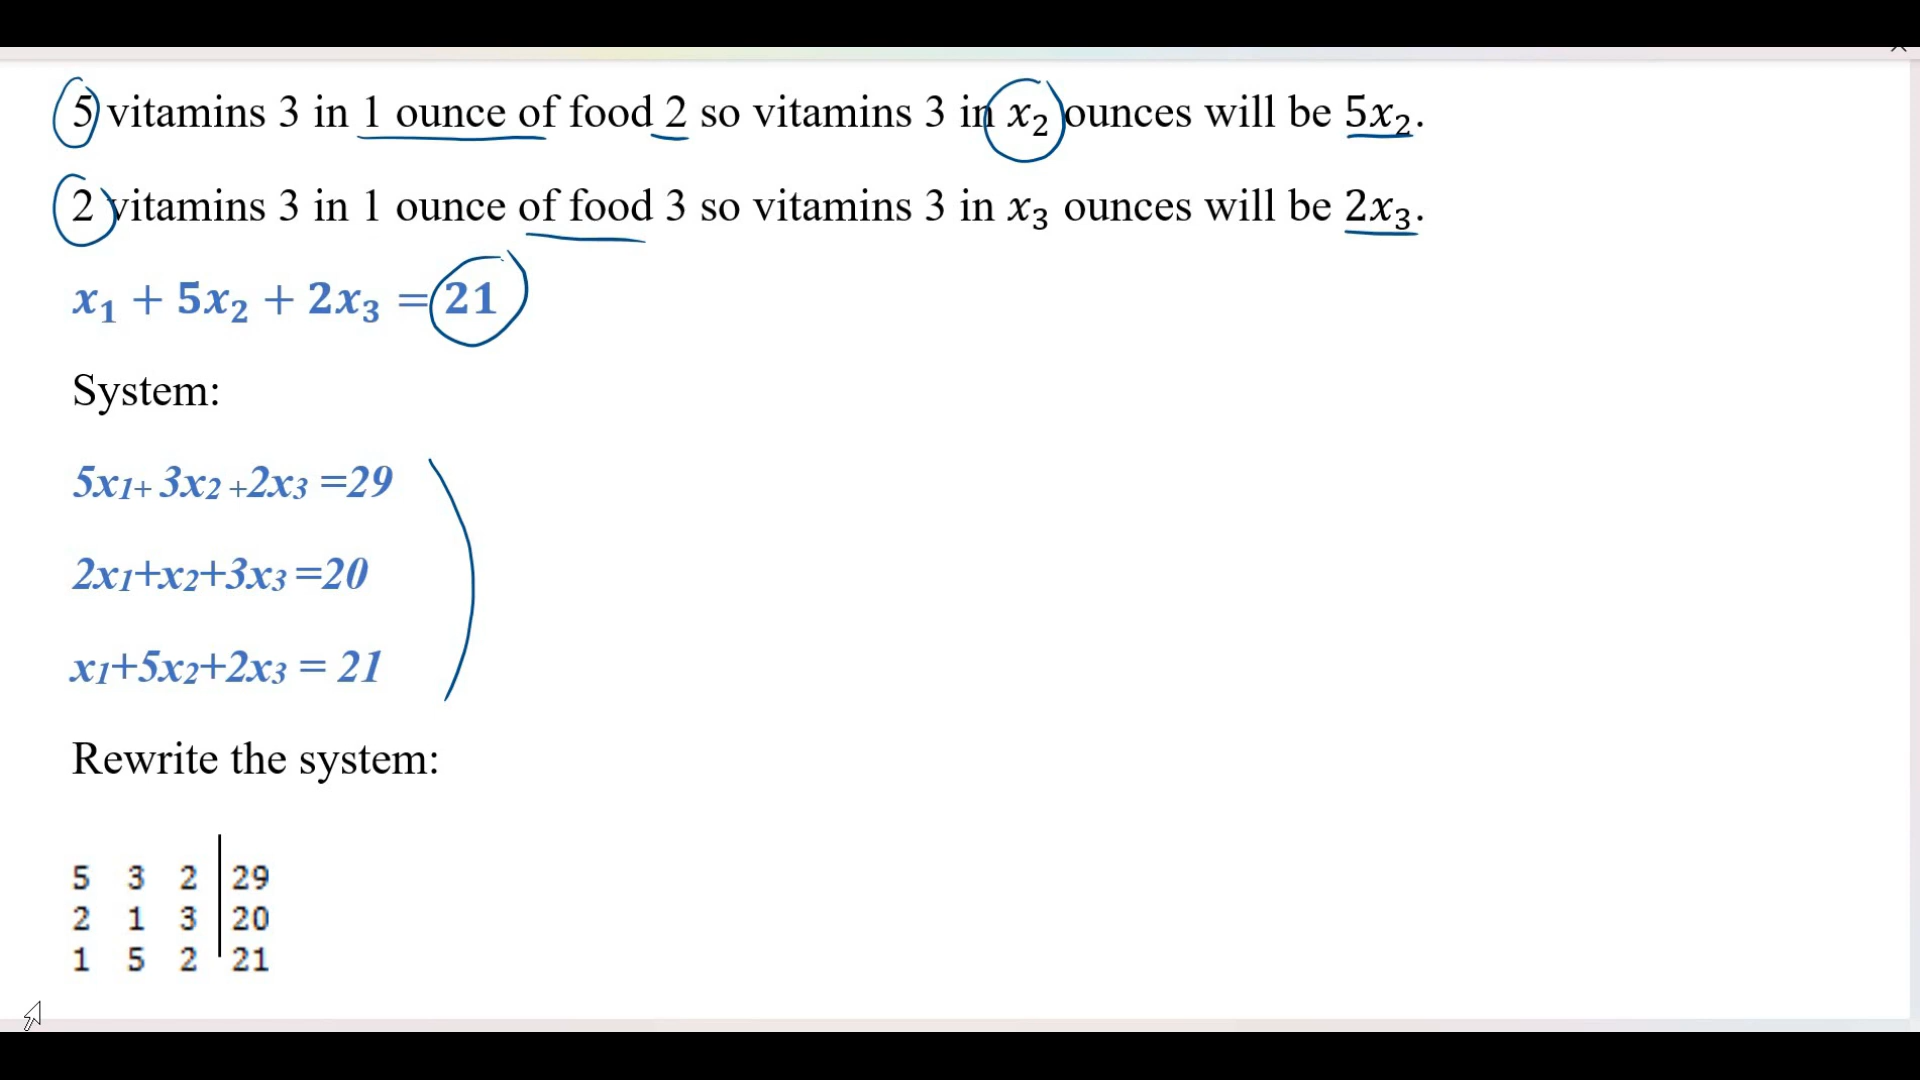 5 vitamins 3 in 1 ounce of food 2 so vitamins 3 in x₂ ounces will be 5x₂.
2 vitamins 3 in 1 ounce of food 3 so vitamins 3 in x₃ ounces will be 2x₃.
x₁ + 5x₂ + 2x₃ = 21
System:
5x₁+ 3x₂ +2x₃ =29
2x₁+x₂+3x₃ =20
x₁+5x₂+2x₃ = 21
Rewrite the system:
5 3 2 | 29
2 1 3 | 20
1 5 2 | 21